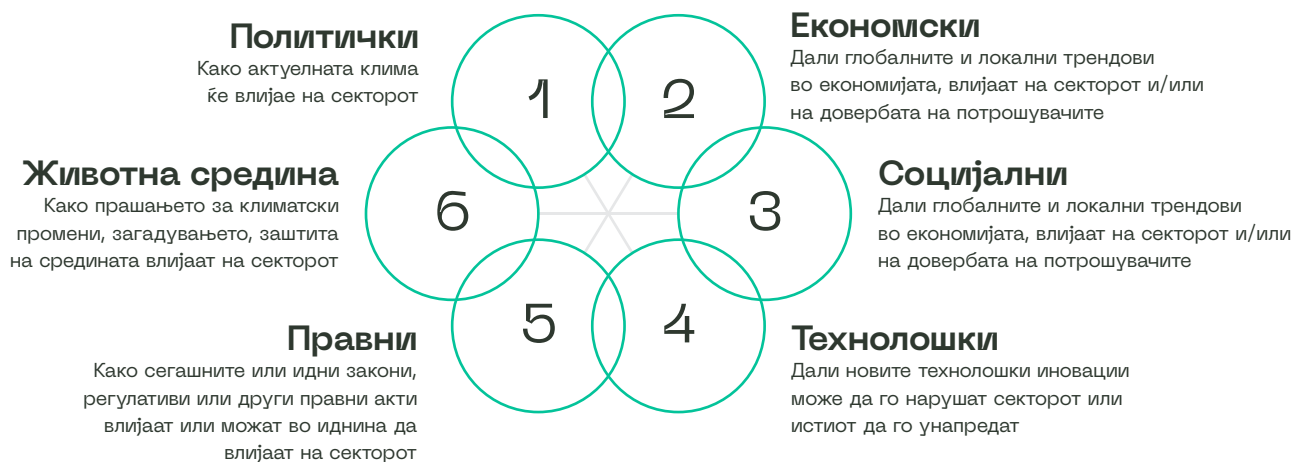 Политички
Како актуелната клима
ќе влијае на секторот
1
2
Економски
Дали глобалните и локални трендови
во економијата, влијаат на секторот и/или
на довербата на потрошувачите
Животна средина
Како прашањето за климатски
промени, загадувањето, заштита
на средината влијаат на секторот
6
3
Социјални
Дали глобалните и локални трендови
во економијата, влијаат на секторот и/или
на довербата на потрошувачите
Правни
Како сегашните или идни закони,
регулативи или други правни акти
влијаат или можат во иднина да
влијаат на секторот
5
4
Технолошки
Дали новите технолошки иновации
може да го нарушат секторот или
истиот да го унапредат